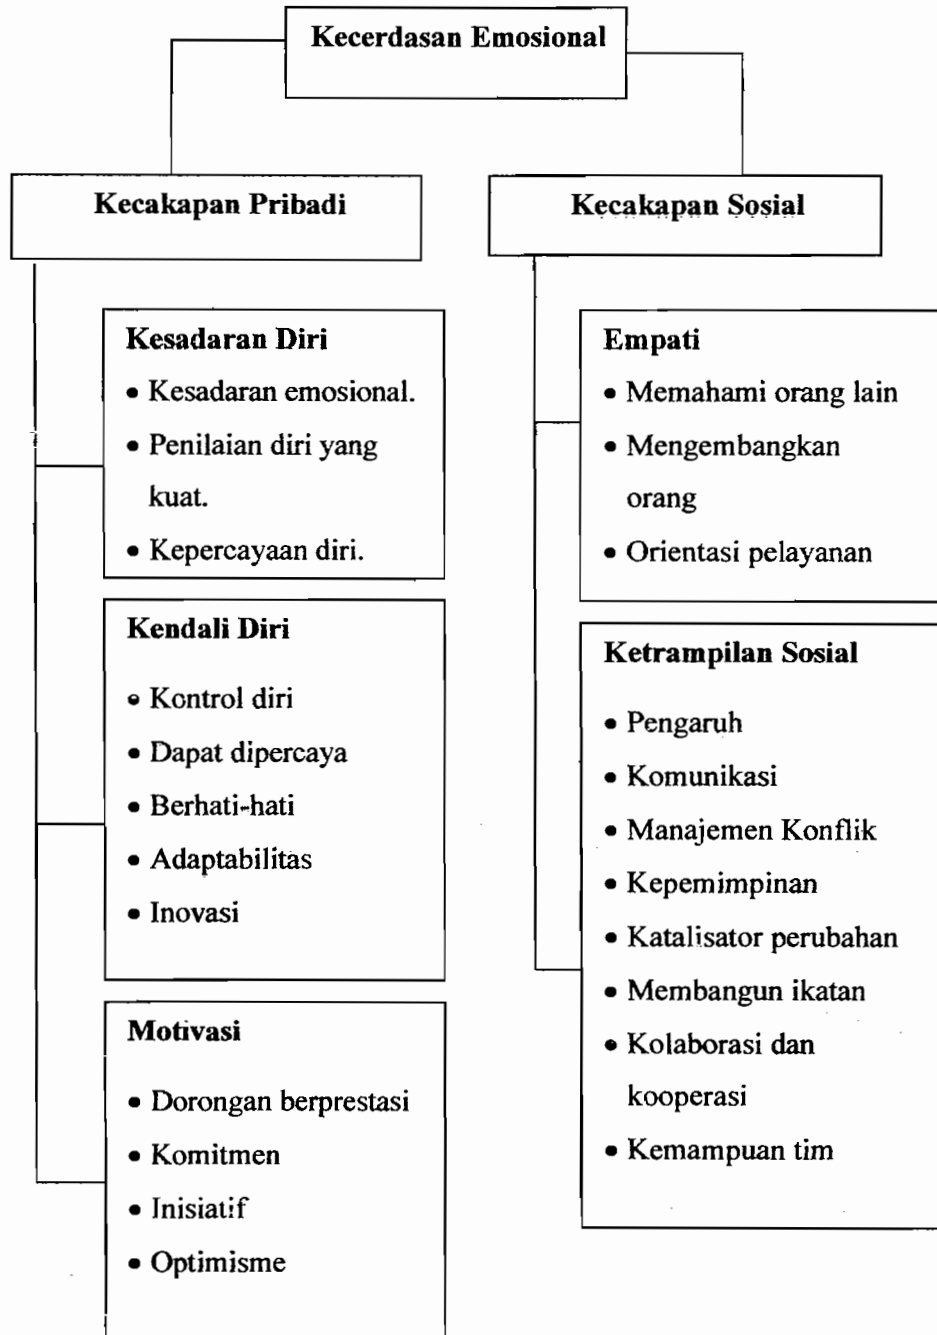 Kecerdasan Emosional
Kecakapan Pribadi
Kesadaran Diri
• Kesadaran emosional.
• Penilaian diri yang
kuat.
• Kepercayaan diri.
Kendali Diri
• Kontrol diri
• Dapat dipercaya
• Berhati-hati
• Adaptabilitas
• Inovasi
Motivasi
• Dorongan berprestasi
• Komitmen
• Inisiatif
• Optimisme
Kecakapan Sosial
Empati
• Memahami orang lain
• Mengembangkan
orang
• Orientasi pelayanan
Ketrampilan Sosial
• Pengaruh
• Komunikasi
• Manajemen Konflik
• Kepemimpinan
• Katalisator perubahan
• Membangun ikatan
• Kolaborasi dan
kooperasi
• Kemampuan tim